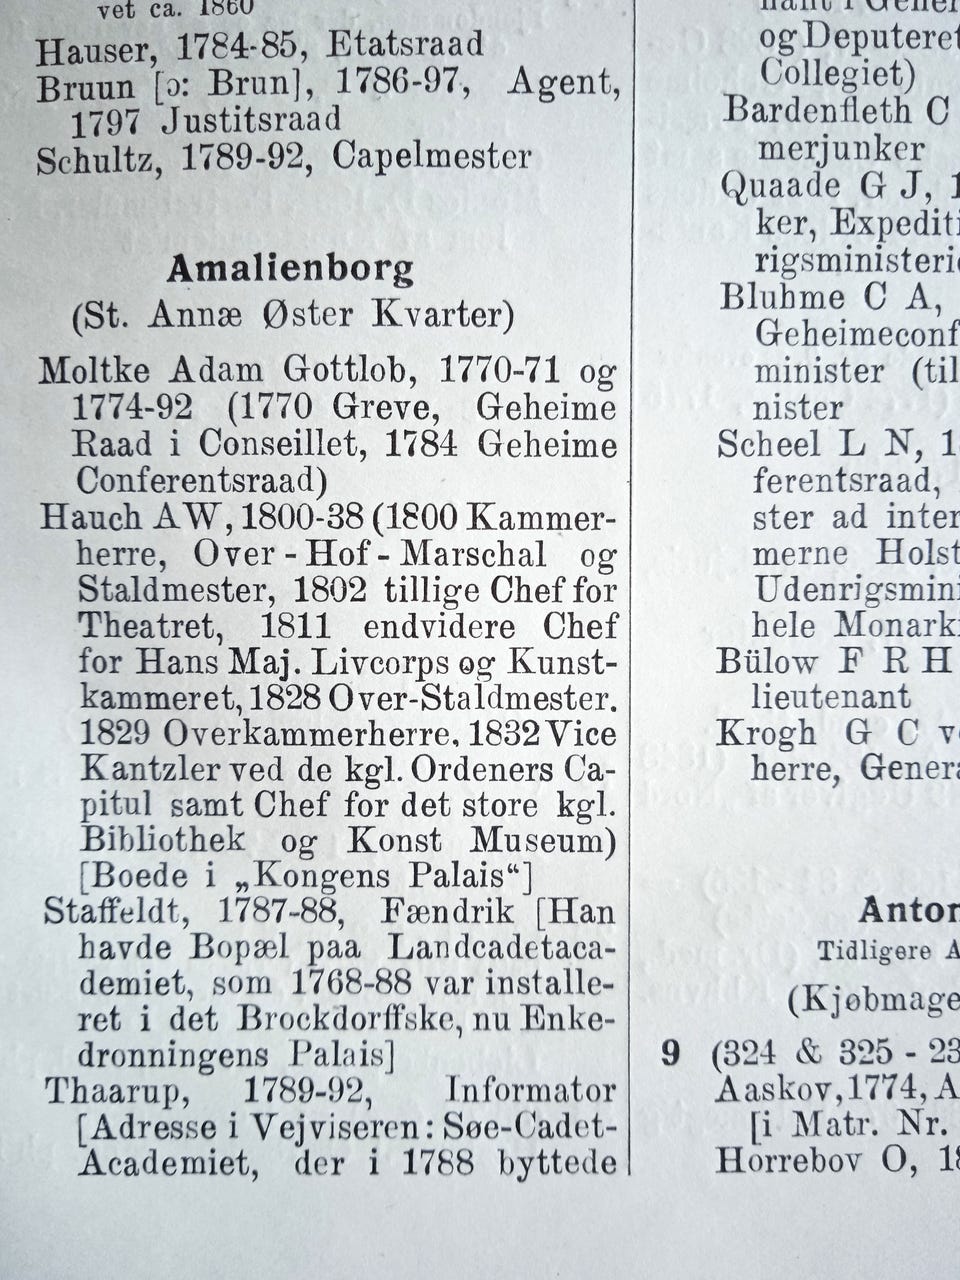 vet ca. 1860
Hauser, 1784-85, Etatsraad
Bruun [ɔ: Brun], 1786-97, Agent,
1797 Justitsraad
Schultz, 1789-92, Capelmester
Amalienborg
(St. Annæ Øster Kvarter)
Moltke Adam Gottlob, 1770-71 og
1774-92 (1770 Greve, Geheime
Raad i Conseillet, 1784 Geheime
Conferentsraad)
Hauch AW, 1800-38 (1800 Kammer-
herre, Over-Hof-Marschal og
Staldmester, 1802 tillige Chef for
Theatret, 1811 endvidere Chef
for Hans Maj. Livcorps og Kunst-
kammeret, 1828 Over-Staldmester.
1829 Overkammerherre, 1832 Vice
Kantzler ved de kgl. Ordeners Ca-
pitul samt Chef for det store kgl.
Bibliothek og Konst Museum)
[Boede i „Kongens Palais“]
Staffeldt, 1787-88, Fændrik [Han
havde Bopæl paa Landcadetaca-
demiet, som 1768-88 var installe-
ret i det Brockdorffske, nu Enke-
dronningens Palais]
Thaarup, 1789-92, Informator
[Adresse i Vejviseren: Søe-Cadet-
Academiet, der i 1788 byttede
og Deputeret
Collegiet)
Bardenfleth C
merjunker
Quaade G J, 1
ker, Expediti
rigsministerie
Bluhme C A,
Geheimeconf
minister (til
nister
Scheel L N, 1
ferentsraad,
ster ad inter
merne Holst
Udenrigsmini
hele Monark
Bülow F R H
lieutenant
Krogh G C v
herre, Genera
Anton
Tidligere A
(Kjøbmage
9 (324 & 325 - 23
Aaskov, 1774, A
[i Matr. Nr.
Horrebov O, 18